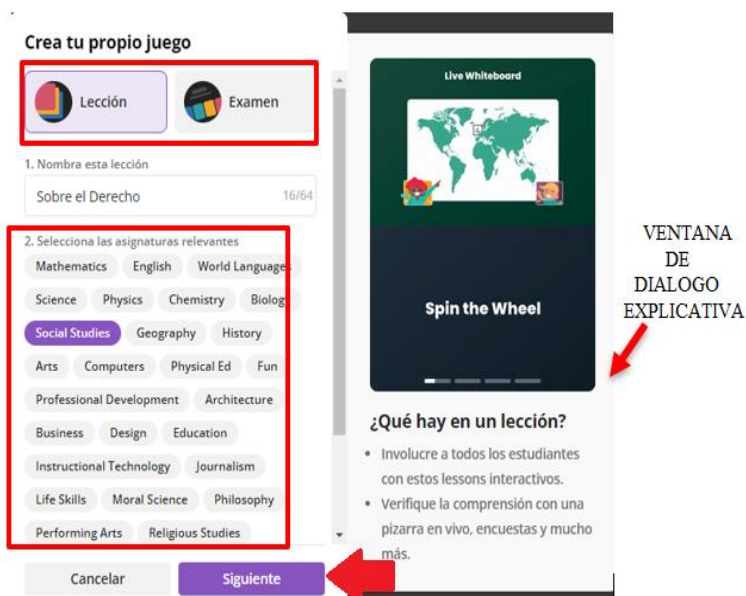 Crea tu propio juego
Lección
Examen
1. Nombra esta lección
Sobre el Derecho
16/64
2. Selecciona las asignaturas relevantes
Mathematics English World Languages
Science Physics Chemistry Biology
Social Studies Geography History
Arts Computers Physical Ed Fun
Professional Development Architecture
Business Design Education
Instructional Technology Journalism
Life Skills Moral Science Philosophy
Performing Arts Religious Studies
Cancelar
Siguiente
Live Whiteboard
Spin the Wheel
¿Qué hay en un lección?
• Involucre a todos los estudiantes
con estos lessons interactivos.
• Verifique la comprensión con una
pizarra en vivo, encuestas y mucho
más.
VENTANA
DE
DIALOGO
EXPLICATIVA